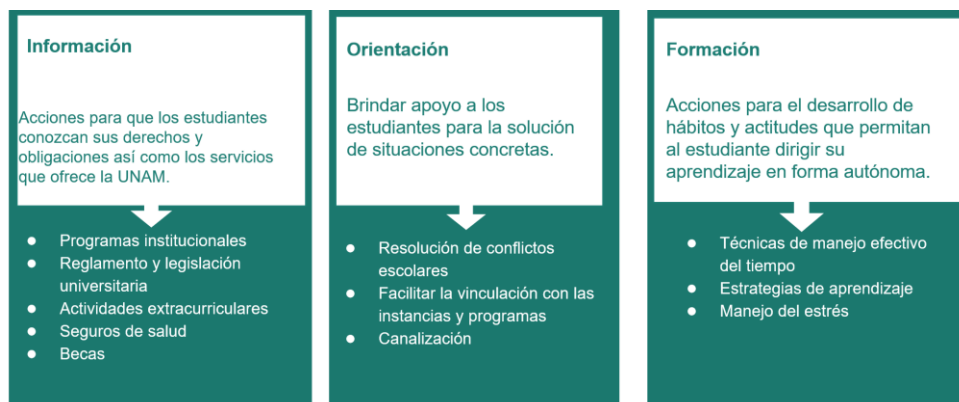 Información
Acciones para que los estudiantes
conozcan sus derechos y
obligaciones así como los servicios
que ofrece la UNAM.
● Programas institucionales
● Reglamento y legislación
universitaria
● Actividades extracurriculares
● Seguros de salud
● Becas
Orientación
Brindar apoyo a los
estudiantes para la solución
de situaciones concretas.
● Resolución de conflictos
escolares
● Facilitar la vinculación con las
instancias y programas
● Canalización
Formación
Acciones para el desarrollo de
hábitos y actitudes que permitan
al estudiante dirigir su
aprendizaje en forma autónoma.
● Técnicas de manejo efectivo
del tiempo
● Estrategias de aprendizaje
● Manejo del estrés